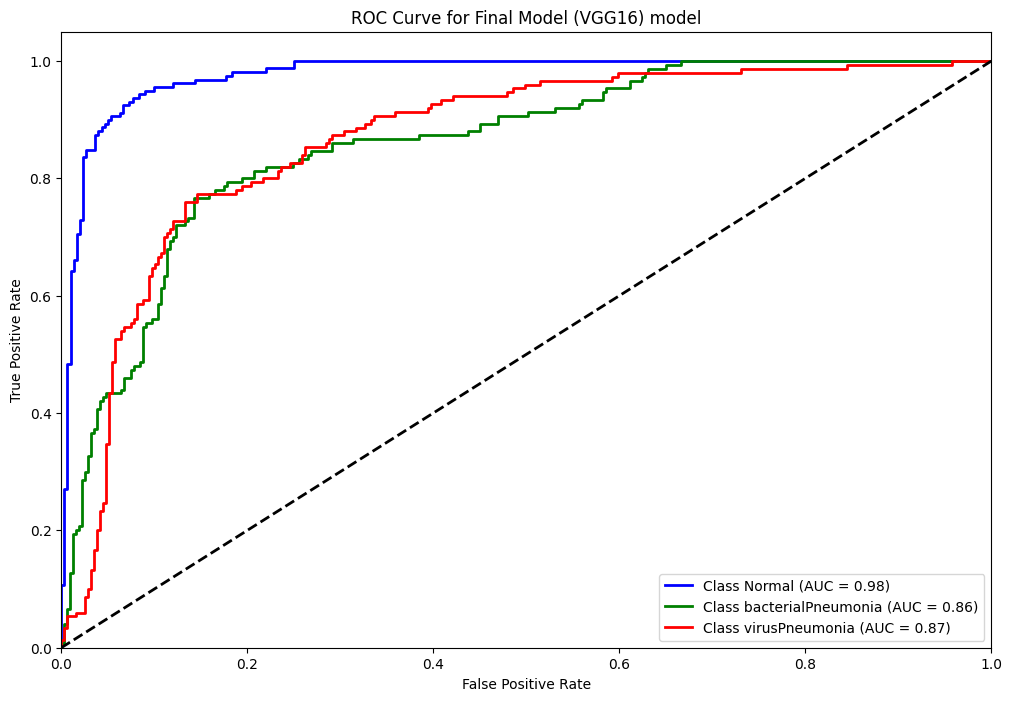 ROC Curve for Final Model (VGG16) model
True Positive Rate
1.0
0.8
0.6
0.4
0.2
0.0
0.0 0.2 0.4 0.6 0.8 1.0
False Positive Rate
Class Normal (AUC = 0.98)
Class bacterialPneumonia (AUC = 0.86)
Class virusPneumonia (AUC = 0.87)